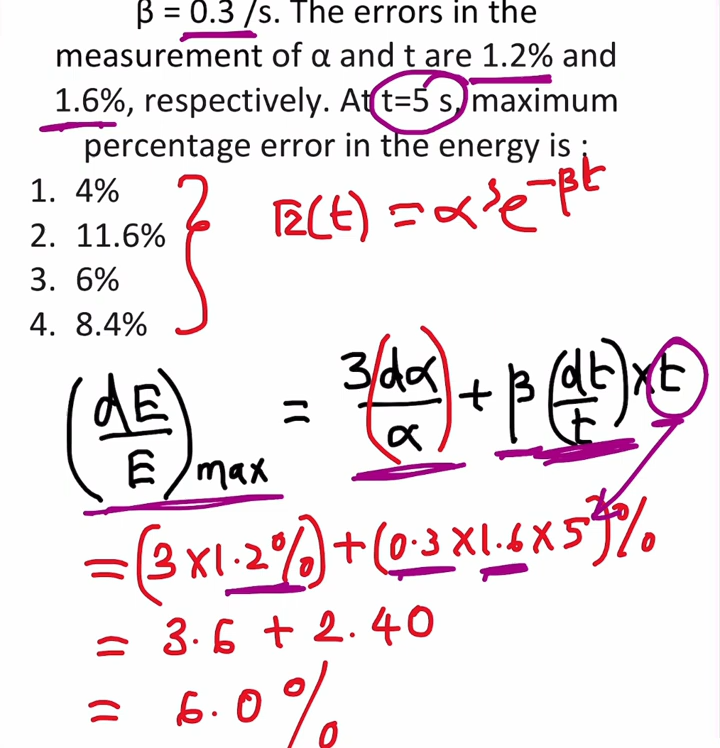 β = 0.3 /s. The errors in the
measurement of α and t are 1.2% and
1.6%, respectively. At t=5 s, maximum
percentage error in the energy is :
1. 4%
2. 11.6%
3. 6%
4. 8.4%
E(t) = α³e^-βt
(dE/E)max = 3(dα/α) + β(dt/t)×t
= (3×1.2%) + (0.3×1.6×5)%
= 3.6 + 2.40
= 6.0%